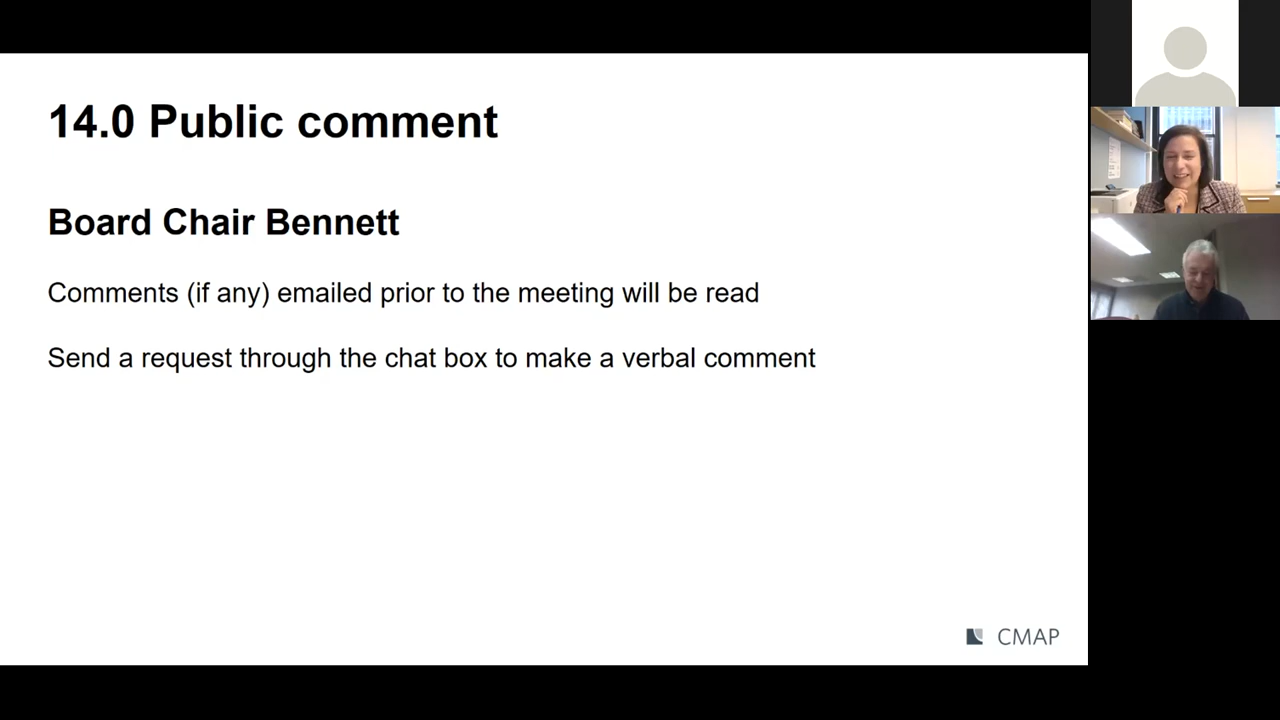 14.0 Public comment
Board Chair Bennett
Comments (if any) emailed prior to the meeting will be read
Send a request through the chat box to make a verbal comment
CMAP